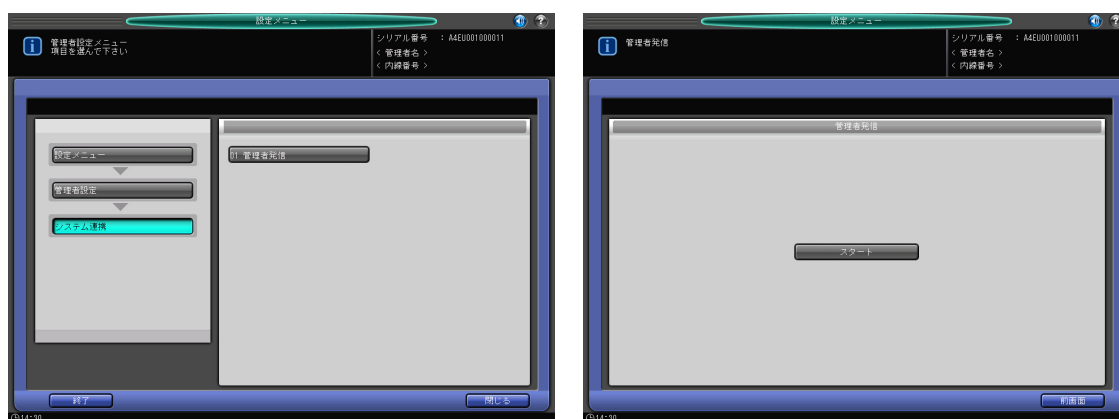 設定メニュー
管理者設定メニュー
項目を選んで下さい
シリアル番号 : A4EU001000011
< 管理者名 >
< 内線番号 >
設定メニュー
管理者設定
システム連携
01 管理者発信
終了
閉じる
14:30
設定メニュー
管理者発信
シリアル番号 : A4EU001000011
< 管理者名 >
< 内線番号 >
管理者発信
スタート
前画面
14:30